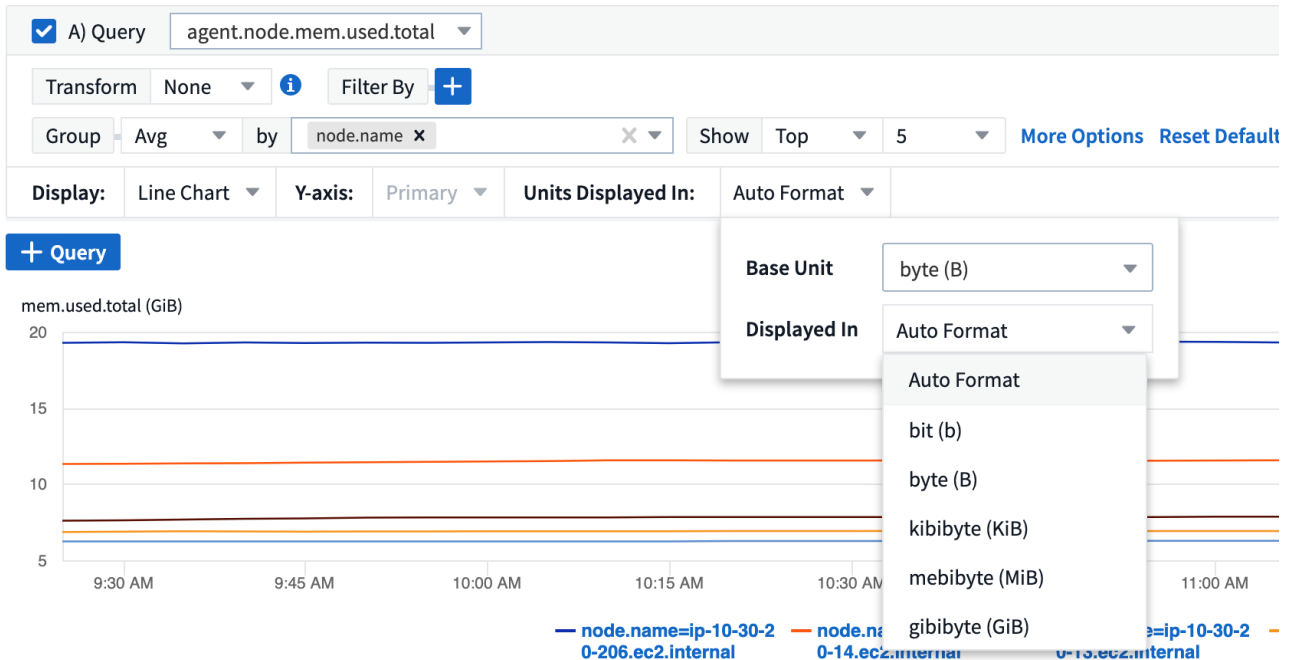 A) Query agent.node.mem.used.total
Transform None i Filter By +
Group Avg by node.name × Show Top 5 More Options Reset Default
Display: Line Chart Y-axis: Primary Units Displayed In: Auto Format
+ Query
Base Unit byte (B)
Displayed In Auto Format
Auto Format
bit (b)
byte (B)
kibibyte (KiB)
mebibyte (MiB)
gibibyte (GiB)
mem.used.total (GiB)
20
15
10
5
9:30 AM 9:45 AM 10:00 AM 10:15 AM 10:30 AM 11:00 AM
node.name=ip-10-30-2
0-206.ec2.internal
node.na
0-14.ec2.internal
e=ip-10-30-2
0-13.ec2.internal